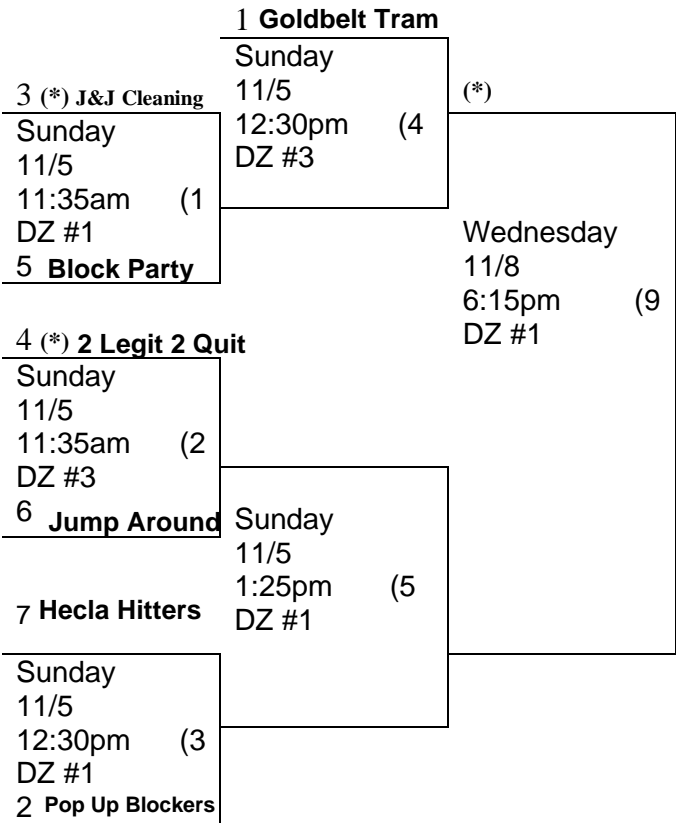 1 Goldbelt Tram
Sunday
11/5
12:30pm (4
DZ #3
3 (*) J&J Cleaning
Sunday
11/5
11:35am (1
DZ #1
5 Block Party
(*)
Wednesday
11/8
6:15pm (9
DZ #1
4 (*) 2 Legit 2 Quit
Sunday
11/5
11:35am (2
DZ #3
6 Jump Around
Sunday
11/5
1:25pm (5
DZ #1
7 Hecla Hitters
Sunday
11/5
12:30pm (3
DZ #1
2 Pop Up Blockers